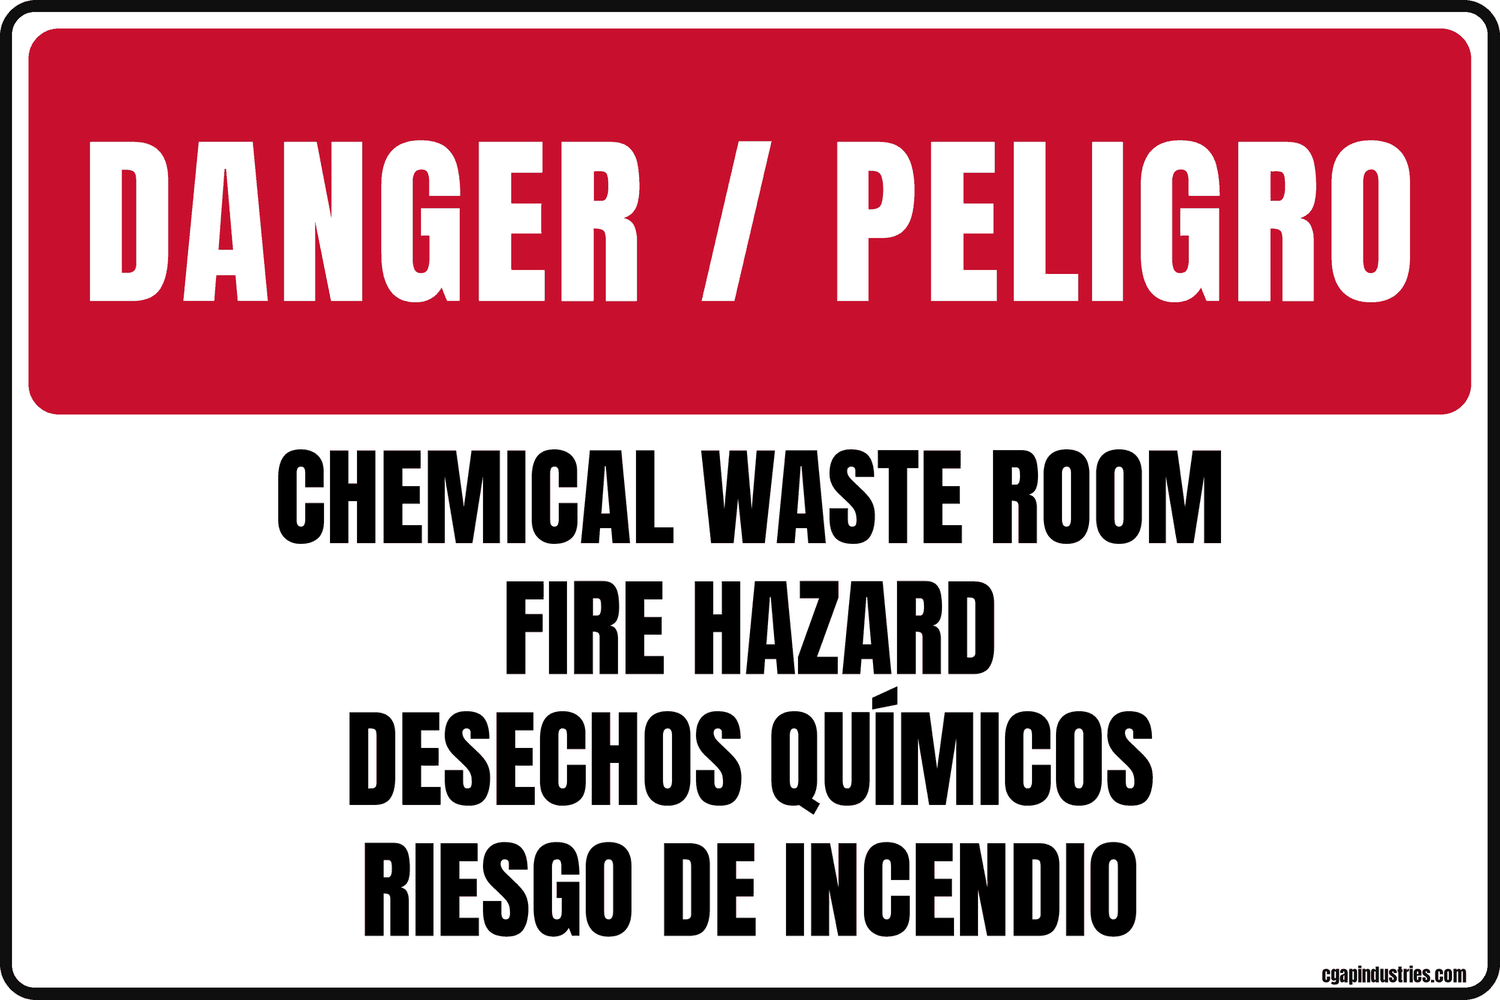 DANGER / PELIGRO
CHEMICAL WASTE ROOM
FIRE HAZARD
DESECHOS QUÍMICOS
RIESGO DE INCENDIO
cgapindustries.com